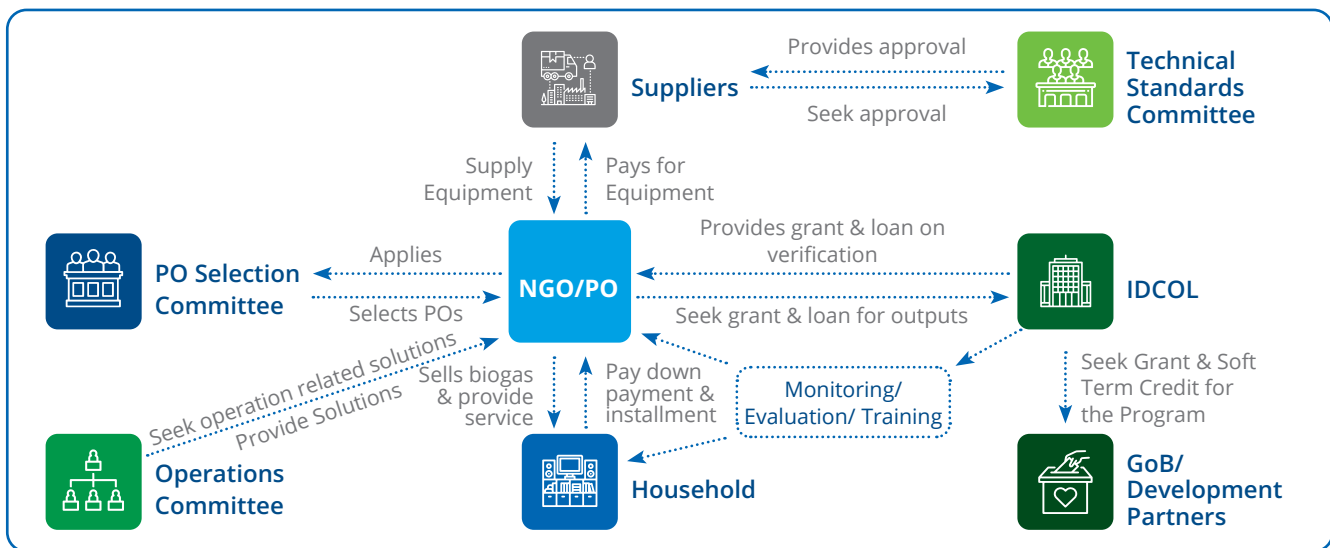 Provides approval
Suppliers
Technical
Standards
Committee
Seek approval
Supply
Equipment
Pays for
Equipment
Provides grant & loan on
verification
Applies
PO Selection
Committee
NGO/PO
IDCOL
Selects POs
Seek grant & loan for outputs
Seek operation related solutions
Provide Solutions
Sells biogas
& provide
service
Pay down
payment &
installment
Monitoring/
Evaluation/ Training
Seek Grant & Soft
Term Credit for
the Program
Operations
Committee
Household
GoB/
Development
Partners